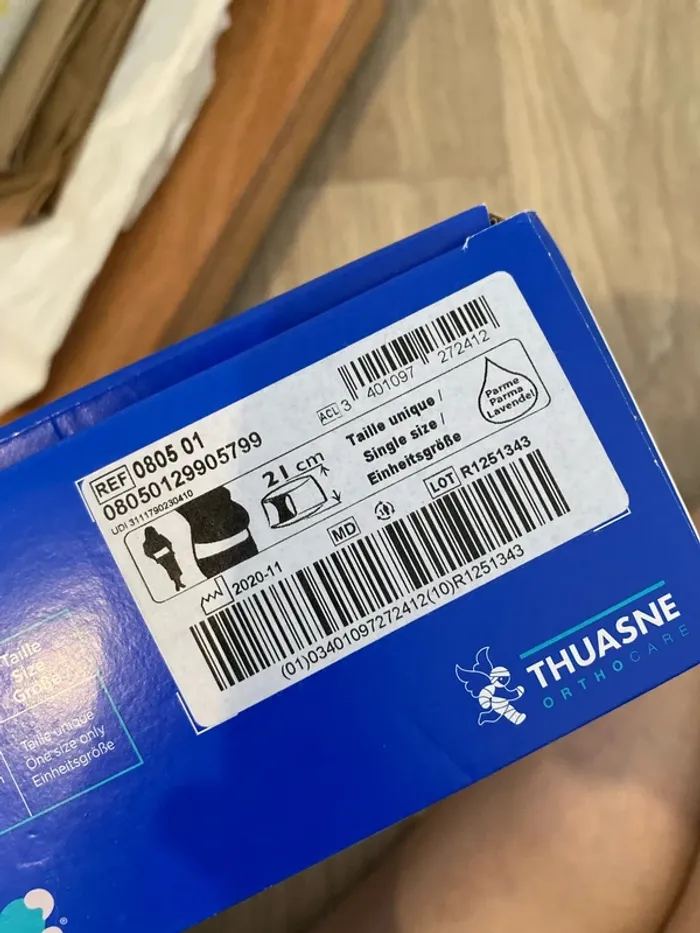 ACL 3 401097 272412
REF 0805 01
08050129905799
UDI 3111790230410
21 cm
Taille unique /
Single size /
Einheitsgröße
Parme
Parma
Lavendel
2020-11
MD
LOT R1251343
(01)03401097272412(10)R1251343
THUASNE
ORTHOCARE
Taille
Size
Größe
Taille unique
One size only
Einheitsgröße
®